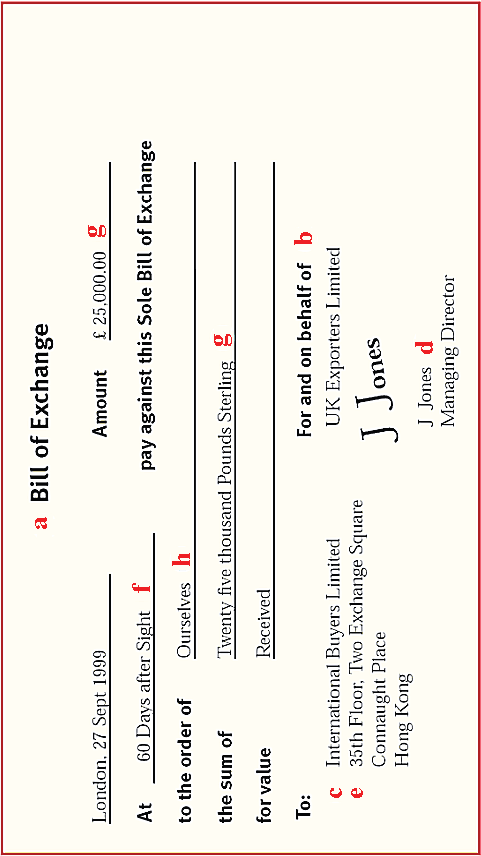 a Bill of Exchange
London, 27 Sept 1999 Amount £ 25,000.00 g
At 60 Days after Sight f pay against this Sole Bill of Exchange
to the order of Ourselves h
the sum of Twenty five thousand Pounds Sterling g
for value Received
To: For and on behalf of b
c International Buyers Limited UK Exporters Limited
e 35th Floor, Two Exchange Square
Connaught Place
Hong Kong
J Jones
J Jones d
Managing Director